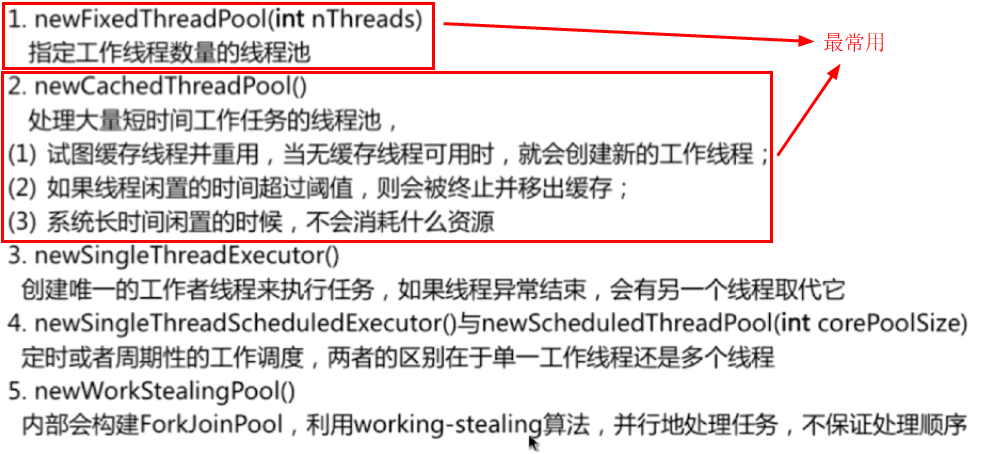 1. newFixedThreadPool(int nThreads)
指定工作线程数量的线程池
最常用
2. newCachedThreadPool()
处理大量短时间工作任务的线程池，
(1) 试图缓存线程并重用，当无缓存线程可用时，就会创建新的工作线程；
(2) 如果线程闲置的时间超过阈值，则会被终止并移出缓存；
(3) 系统长时间闲置的时候，不会消耗什么资源
3. newSingleThreadExecutor()
创建唯一的工作者线程来执行任务，如果线程异常结束，会有另一个线程取代它
4. newSingleThreadScheduledExecutor()与newScheduledThreadPool(int corePoolSize)
定时或者周期性的工作调度，两者的区别在于单一工作线程还是多个线程
5. newWorkStealingPool()
内部会构建ForkJoinPool，利用working-stealing算法，并行地处理任务，不保证处理顺序